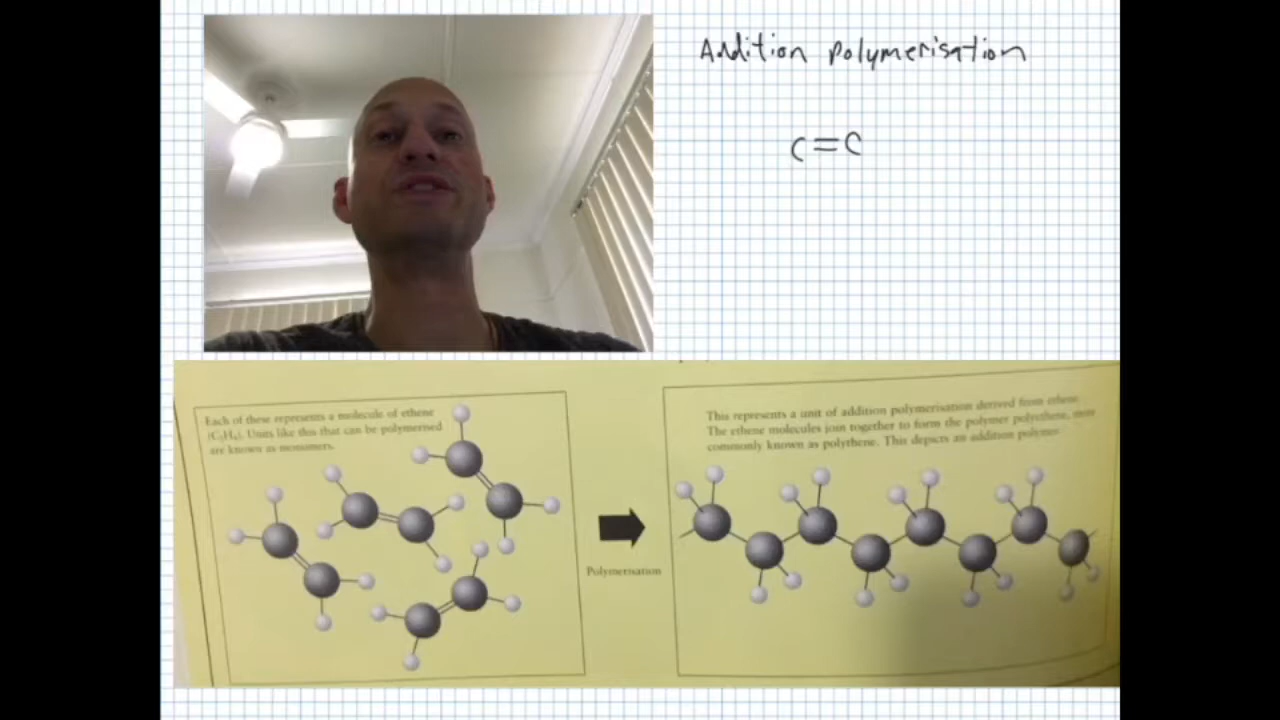 Addition polymerisation
C=C
Each of these represents a molecule of ethene
(C₂H₄). Units like this that can be polymerised
are known as monomers.
Polymerisation
This represents a unit of addition polymerisation derived from ethene.
The ethene molecules join together to form the polymer polyethene, more
commonly known as polythene. This depicts an addition polymer.